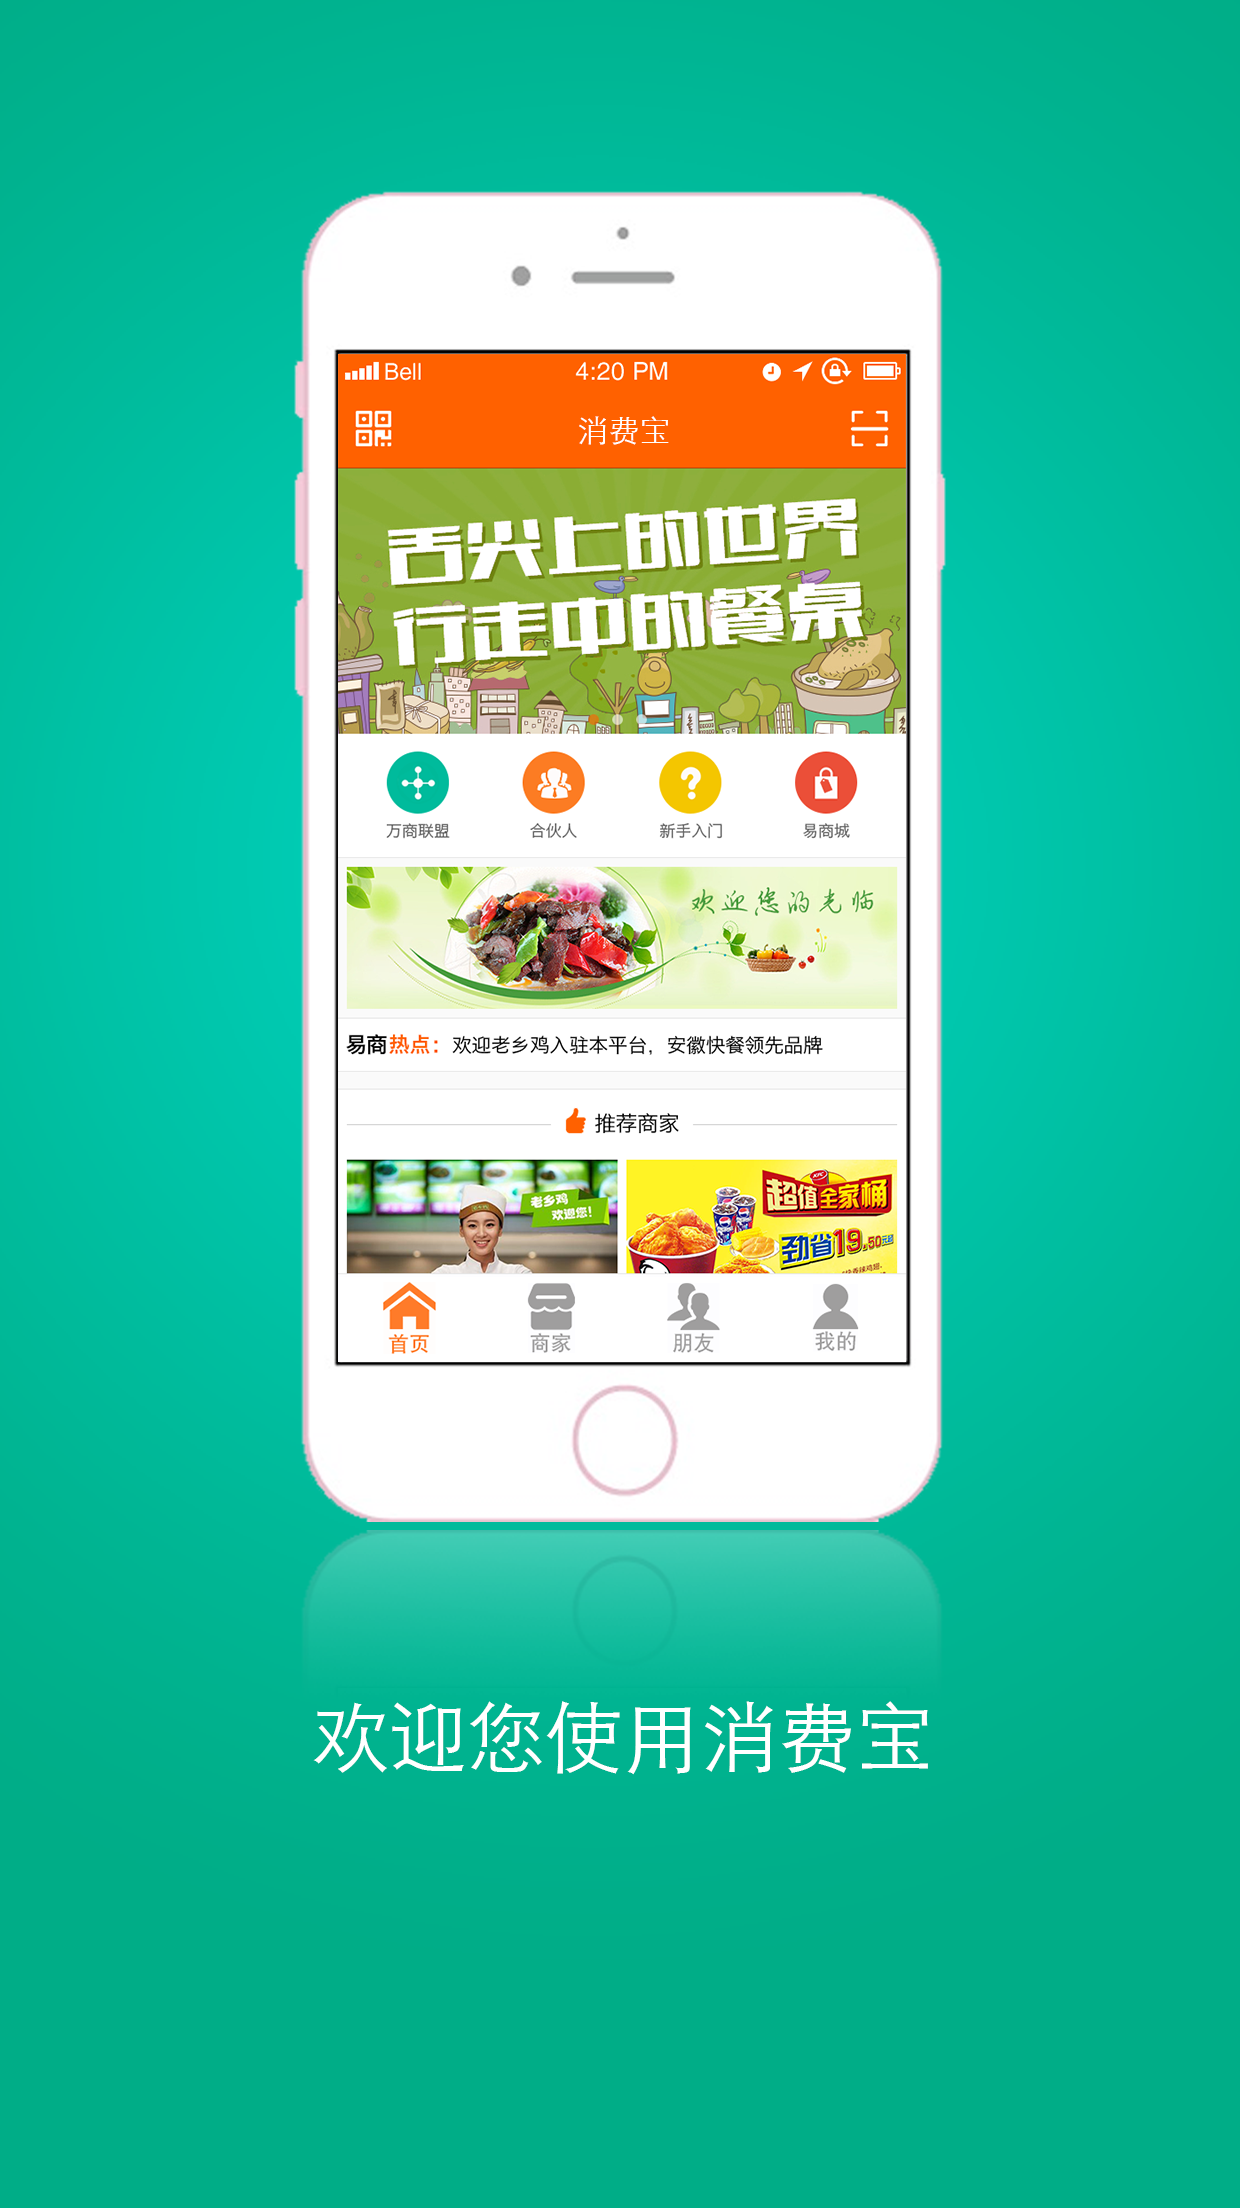 Bell 4:20 PM
消费宝
舌尖上的世界
行走中的餐桌
万商联盟 合伙人 新手入门 易商城
欢迎您的光临
易商热点：欢迎老乡鸡入驻本平台，安徽快餐领先品牌
推荐商家
老乡鸡
欢迎您！
KFC
超值全家桶
劲省19.50元起
首页 商家 朋友 我的
欢迎您使用消费宝